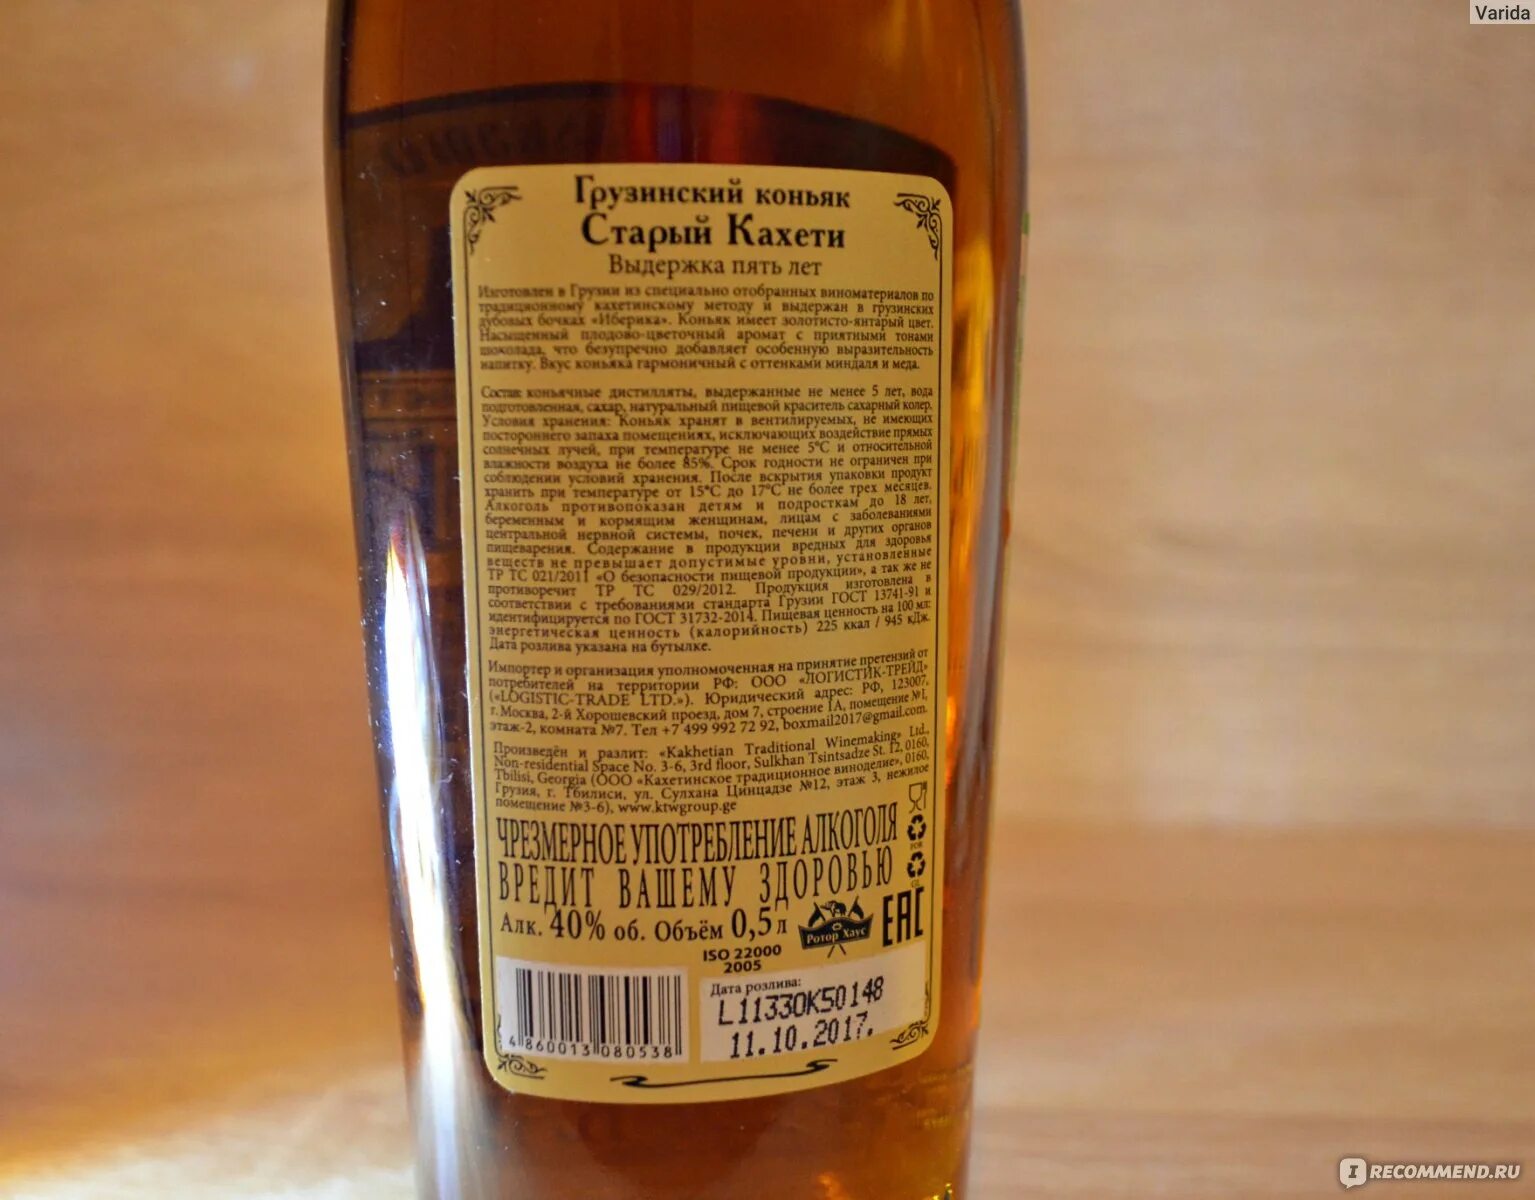 Varida
Грузинский коньяк
Старый Кахети
Выдержка пять лет
Изготовлен в Грузии из специально отобранных виноматериалов по
традиционному кахетинскому методу и выдержан в грузинских
дубовых бочках «Иберика». Коньяк имеет золотисто-янтарый цвет.
Насыщенный плодово-цветочный аромат с приятными тонами
шоколада, что безупречно добавляет особенную выразительность
напитку. Вкус коньяка гармоничный с оттенками миндаля и меда.
Состав: коньячные дистилляты, выдержанные не менее 5 лет, вода
подготовленная, сахар, натуральный пищевой краситель сахарный колер.
Условия хранения: Коньяк хранят в вентилируемых, не имеющих
постороннего запаха помещениях, исключающих воздействие прямых
солнечных лучей, при температуре не менее 5°С и относительной
влажности воздуха не более 85%. Срок годности не ограничен при
соблюдении условий хранения. После вскрытия упаковки продукт
хранить при температуре от 15°С до 17°С не более трех месяцев.
Алкоголь противопоказан детям и подросткам до 18 лет,
беременным и кормящим женщинам, лицам с заболеваниями
центральной нервной системы, почек, печени и других органов
пищеварения. Содержание в продукции вредных для здоровья
веществ не превышает допустимые уровни, установленные
ТР ТС 021/2011 «О безопасности пищевой продукции», а так же не
противоречит ТР ТС 029/2012. Продукция изготовлена в
соответствии с требованиями стандарта Грузии ГОСТ 13741-91 и
идентифицируется по ГОСТ 31732-2014. Пищевая ценность на 100 мл:
энергетическая ценность (калорийность) 225 ккал / 945 кДж.
Дата розлива указана на бутылке.
Импортер и организация уполномоченная на принятие претензий от
потребителей на территории РФ: ООО «ЛОГИСТИК-ТРЕЙД»
(«LOGISTIC-TRADE LTD.»). Юридический адрес: РФ, 123007,
г. Москва, 2-й Хорошевский проезд, дом 7, строение 1А, помещение №1,
этаж-2, комната №7. Тел +7 499 992 72 92, boxmail2017@gmail.com.
Произведён и разлит: «Kakhetian Traditional Winemaking» Ltd.,
Non-residential Space No. 3-6, 3rd floor, Sulkhan Tsintsadze St. 12, 0160,
Tbilisi, Georgia (ООО «Кахетинское традиционное виноделие», 0160,
Грузия, г. Тбилиси, ул. Сулхана Цинцадзе №12, этаж 3, нежилое
помещение №3-6), www.ktwgroup.ge
ЧРЕЗМЕРНОЕ УПОТРЕБЛЕНИЕ АЛКОГОЛЯ
ВРЕДИТ ВАШЕМУ ЗДОРОВЬЮ
FOR
GL
Алк. 40% об. Объём 0,5 л
Ротор Хаус
EAC
ISO 22000
2005
Дата розлива:
L11330K50148
11.10.2017.
4 860013 080538
I RECOMMEND.RU